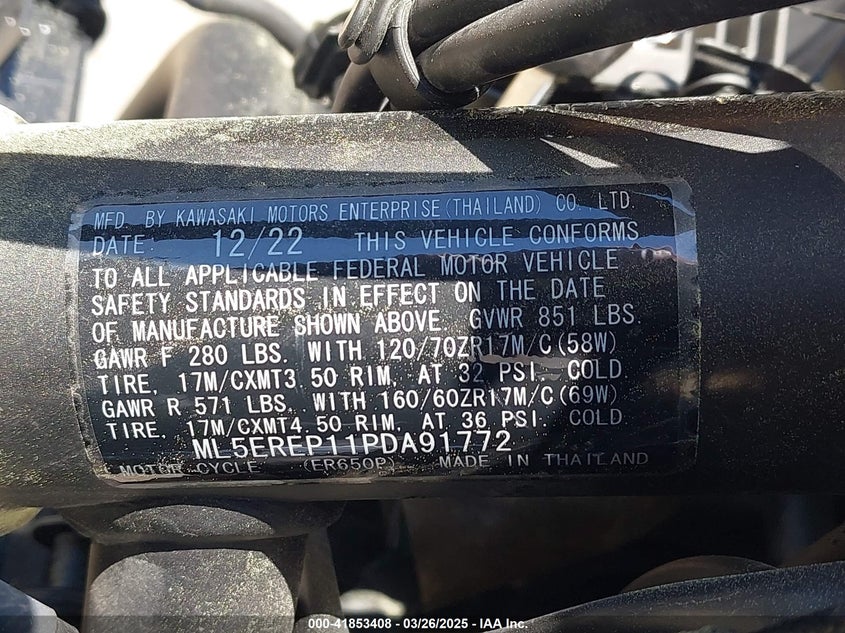 MFD. BY KAWASAKI MOTORS ENTERPRISE(THAILAND) CO. LTD.
DATE: 12/22 THIS VEHICLE CONFORMS
TO ALL APPLICABLE FEDERAL MOTOR VEHICLE
SAFETY STANDARDS IN EFFECT ON THE DATE
OF MANUFACTURE SHOWN ABOVE. GVWR 851 LBS.
GAWR F 280 LBS. WITH 120/70ZR17M/C(58W)
TIRE, 17M/CXMT3.50 RIM, AT 32 PSI. COLD
GAWR R 571 LBS. WITH 160/60ZR17M/C(69W)
TIRE, 17M/CXMT4.50 RIM, AT 36 PSI. COLD
ML5EREP11PDA91772
MOTOR CYCLE (ER650P) MADE IN THAILAND
000-41853408 - 03/26/2025 - IAA Inc.